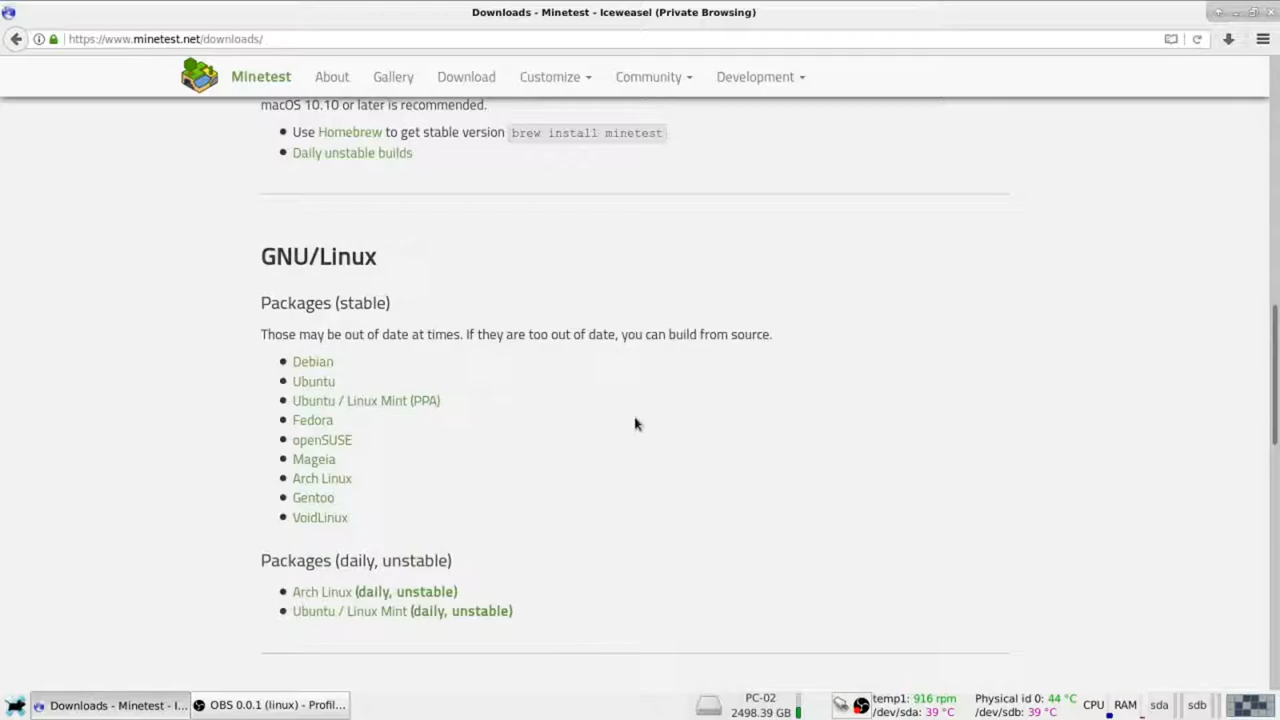 Downloads - Minetest - Iceweasel (Private Browsing)
https://www.minetest.net/downloads/
Minetest About Gallery Download Customize Community Development
macOS 10.10 or later is recommended.
Use Homebrew to get stable version brew install minetest
Daily unstable builds
GNU/Linux
Packages (stable)
Those may be out of date at times. If they are too out of date, you can build from source.
Debian
Ubuntu
Ubuntu / Linux Mint (PPA)
Fedora
openSUSE
Mageia
Arch Linux
Gentoo
VoidLinux
Packages (daily, unstable)
Arch Linux (daily, unstable)
Ubuntu / Linux Mint (daily, unstable)
Downloads - Minetest - I... OBS 0.0.1 (linux) - Profil... PC-02 temp1: 916 rpm Physical id 0: 44 °C CPU RAM sda sdb
2498.39 GB /dev/sda: 39 °C /dev/sdb: 39 °C